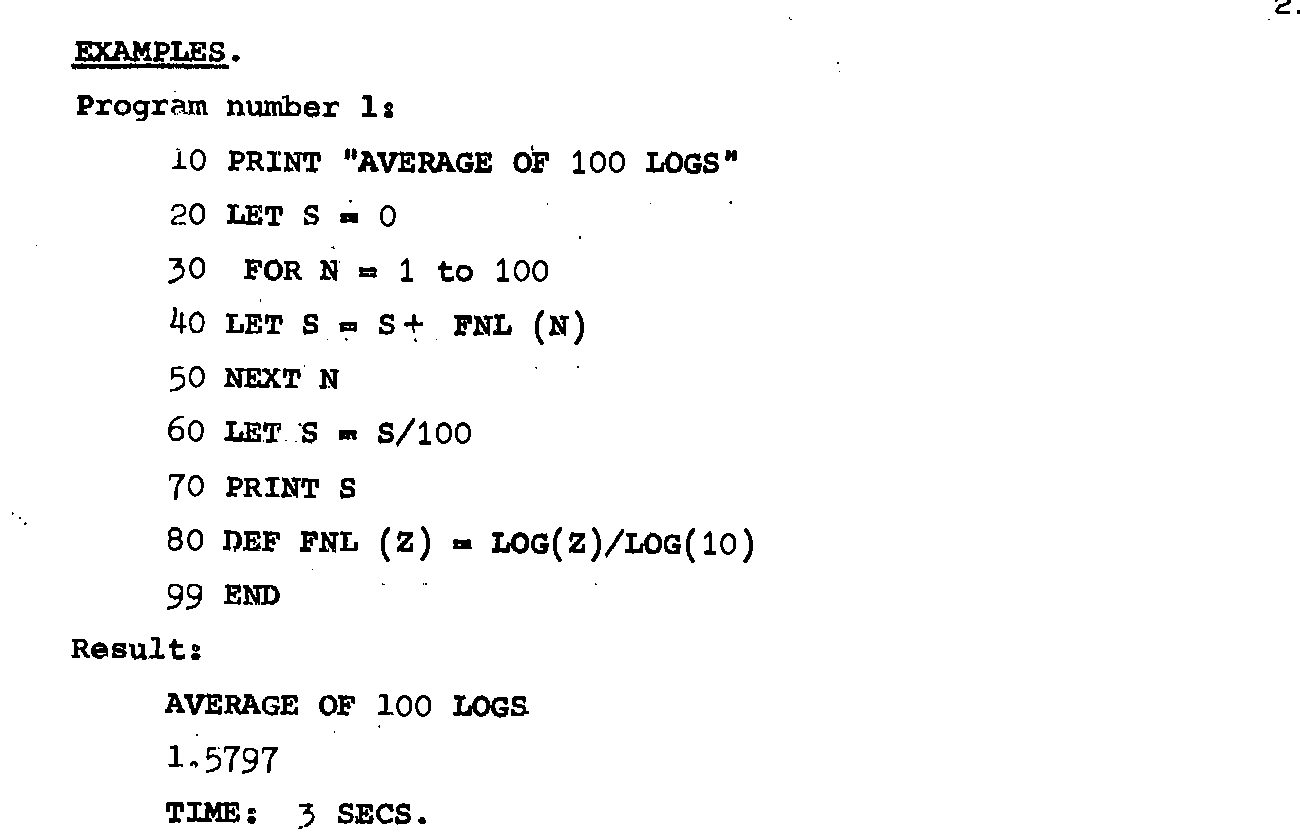 2.
EXAMPLES.
Program number 1:
10 PRINT "AVERAGE OF 100 LOGS"
20 LET S = 0
30 FOR N = 1 to 100
40 LET S = S+ FNL (N)
50 NEXT N
60 LET S = S/100
70 PRINT S
80 DEF FNL (Z) = LOG(Z)/LOG(10)
99 END
Result:
AVERAGE OF 100 LOGS
1.5797
TIME: 3 SECS.